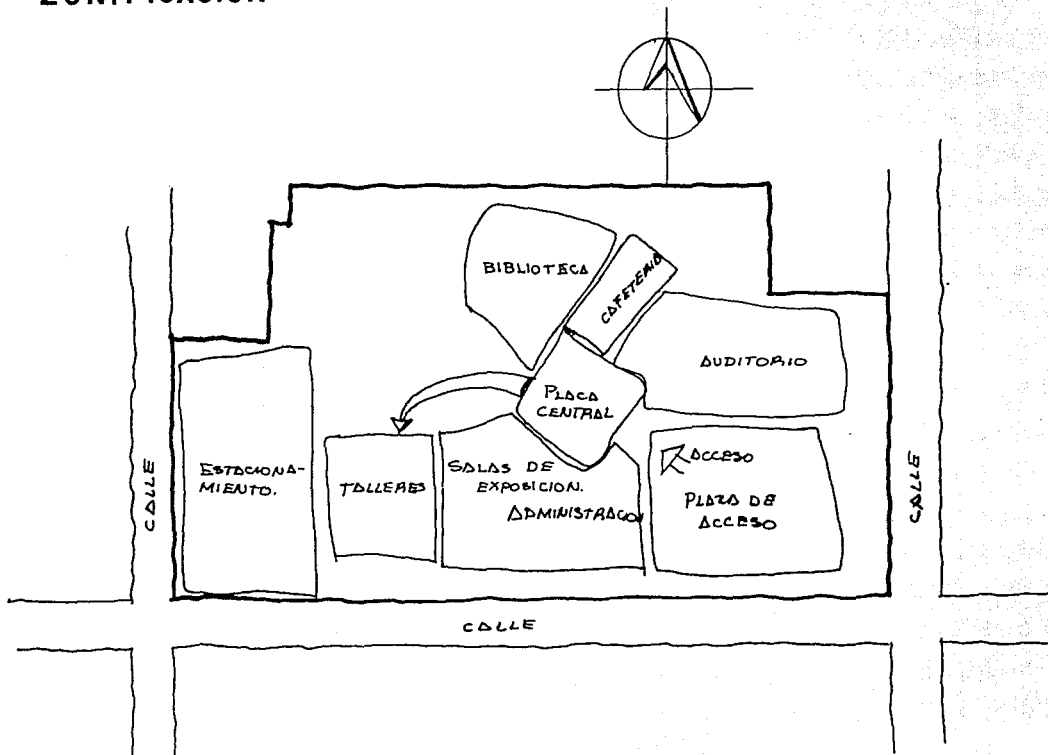 ZONIFICACION
BIBLIOTECA
CAFETERIA
AUDITORIO
PLACA
CENTRAL
ACCESO
PLAZA DE
ACCESO
SALAS DE
EXPOSICION.
ADMINISTRACON
TALLERES
ESTACIONA-
MIENTO.
CALLE
CALLE
CALLE